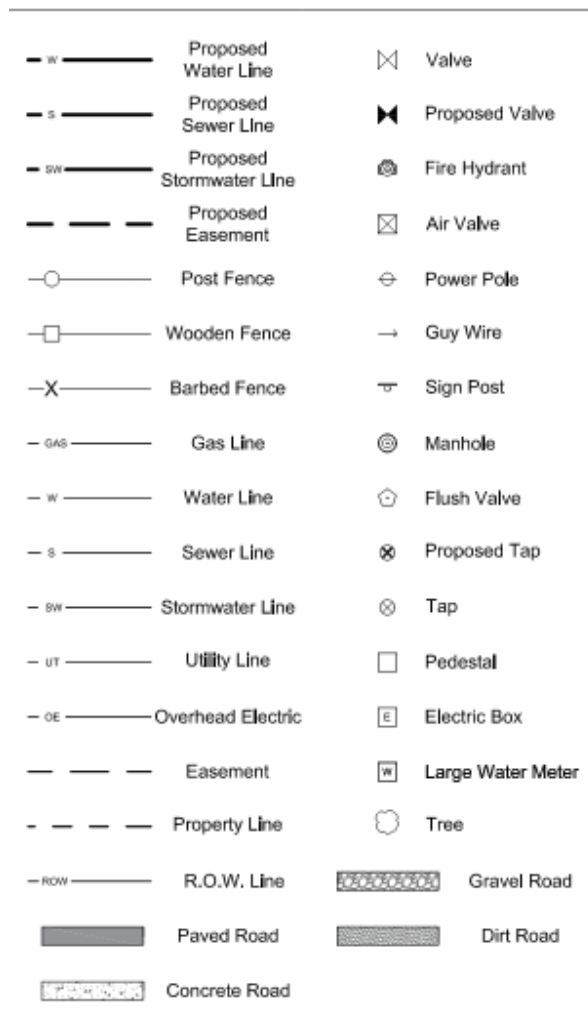 W Proposed
Water Line
Valve
S Proposed
Sewer Line
Proposed Valve
SW Proposed
Stormwater Line
Fire Hydrant
Proposed
Easement
Air Valve
Post Fence
Power Pole
Wooden Fence
Guy Wire
X Barbed Fence
Sign Post
GAS Gas Line
Manhole
W Water Line
Flush Valve
S Sewer Line
Proposed Tap
SW Stormwater Line
Tap
UT Utility Line
Pedestal
OE Overhead Electric
E Electric Box
Easement
W Large Water Meter
Property Line
Tree
ROW R.O.W. Line
Gravel Road
Paved Road
Dirt Road
Concrete Road